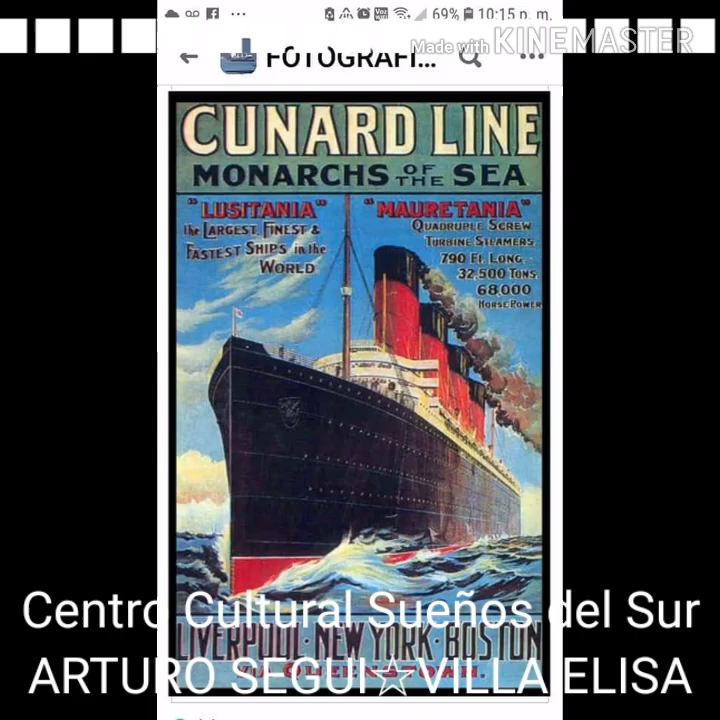 69% 10:15 p. m.
Made with KINEMASTER
FOTOGRAFI...
CUNARD LINE
MONARCHS OF THE SEA
"LUSITANIA" "MAURETANIA"
the LARGEST, FINEST &
FASTEST SHIPS in the
WORLD
QUADRUPLE SCREW
TURBINE STEAMERS.
790 Ft. LONG.
32,500 TONS.
68.000
HORSE POWER
Centro Cultural Sueños del Sur
LIVERPOOL·NEW YORK·BOSTON
VIA QUEENSTOWN.
ARTURO SEGUI☆VILLA ELISA